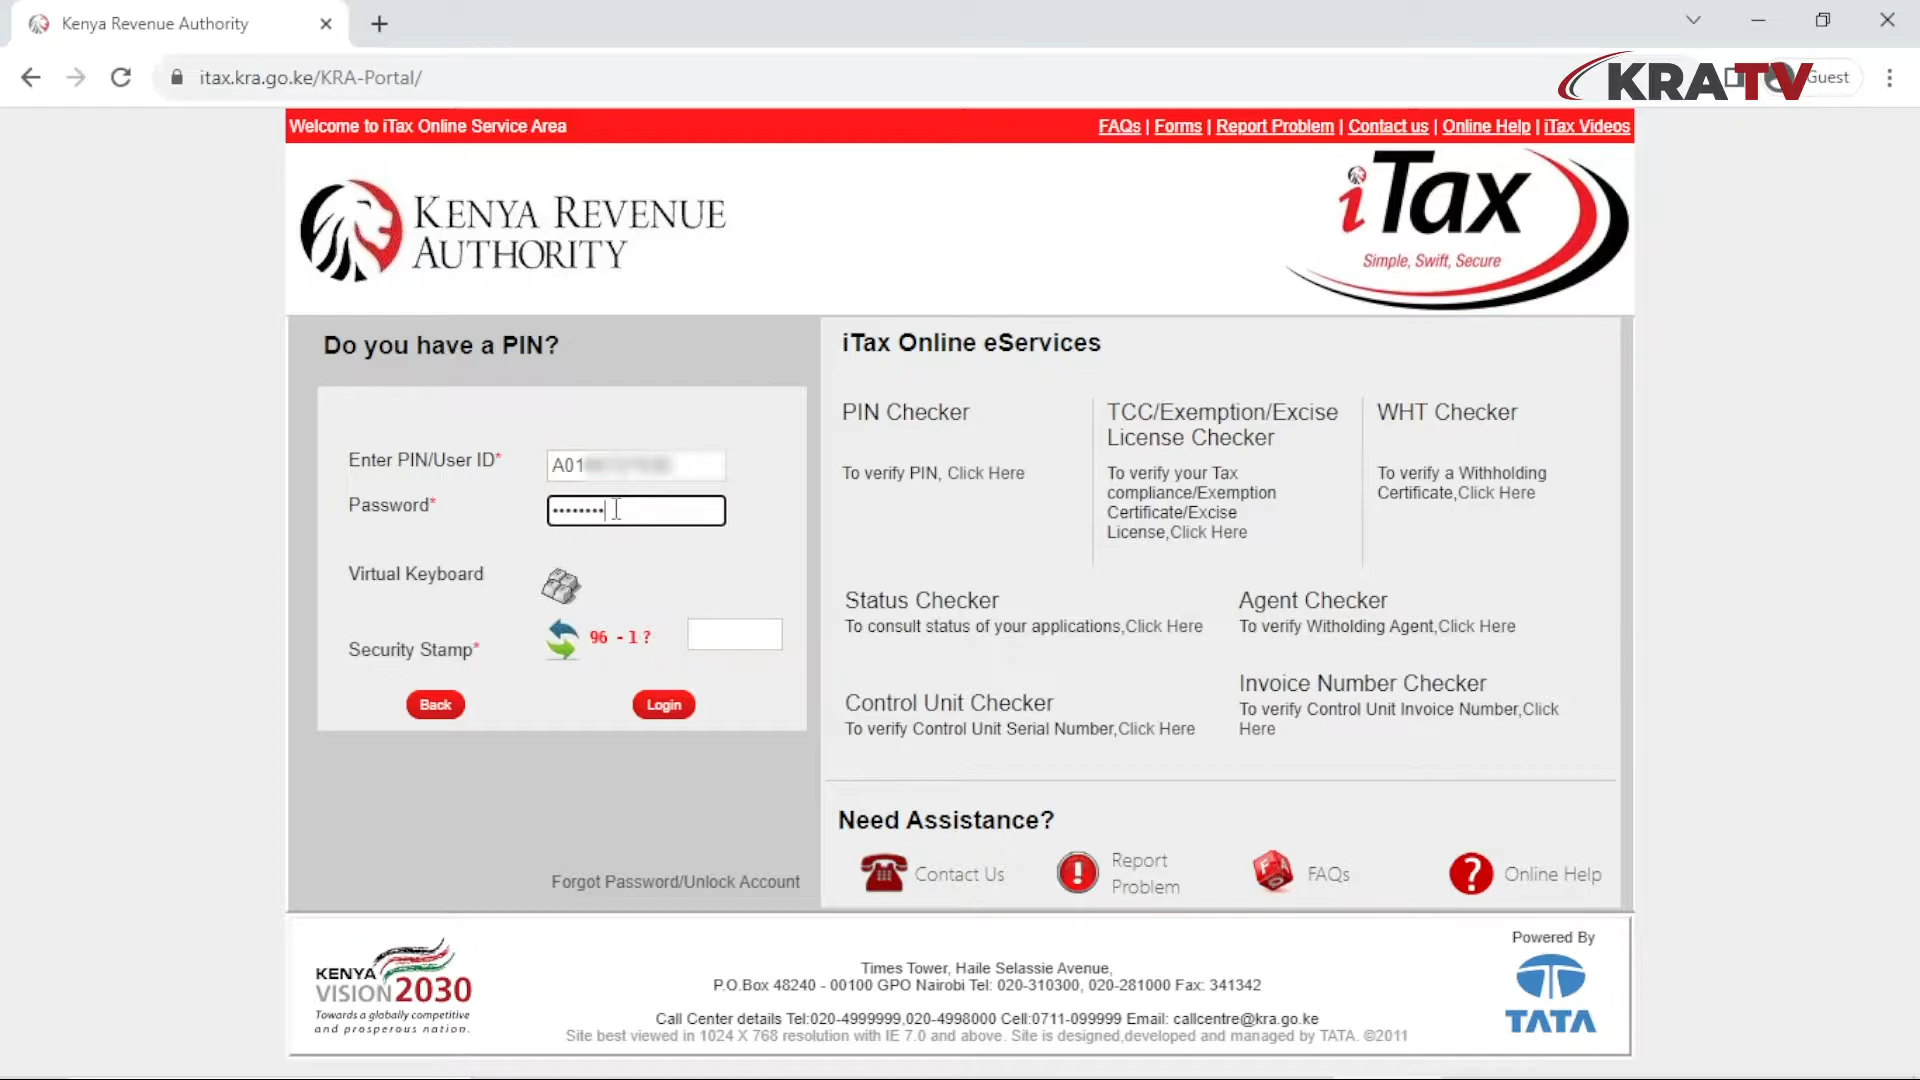 Kenya Revenue Authority
itax.kra.go.ke/KRA-Portal/
KRATV
Guest
Welcome to iTax Online Service Area
FAQs | Forms | Report Problem | Contact us | Online Help | iTax Videos
KENYA REVENUE
AUTHORITY
iTax
Simple, Swift, Secure
Do you have a PIN?
Enter PIN/User ID*
A01
Password*
Virtual Keyboard
Security Stamp*
96 - 1 ?
Back
Login
Forgot Password/Unlock Account
iTax Online eServices
PIN Checker
To verify PIN, Click Here
TCC/Exemption/Excise
License Checker
To verify your Tax
compliance/Exemption
Certificate/Excise
License,Click Here
WHT Checker
To verify a Withholding
Certificate,Click Here
Status Checker
To consult status of your applications,Click Here
Agent Checker
To verify Witholding Agent,Click Here
Control Unit Checker
To verify Control Unit Serial Number,Click Here
Invoice Number Checker
To verify Control Unit Invoice Number,Click
Here
Need Assistance?
Contact Us
Report
Problem
FAQs
Online Help
KENYA
VISION 2030
Towards a globally competitive
and prosperous nation.
Times Tower, Haile Selassie Avenue,
P.O.Box 48240 - 00100 GPO Nairobi Tel: 020-310300, 020-281000 Fax: 341342
Call Center details Tel:020-4999999,020-4998000 Cell:0711-099999 Email: callcentre@kra.go.ke
Site best viewed in 1024 X 768 resolution with IE 7.0 and above. Site is designed,developed and managed by TATA. ©2011
Powered By
TATA